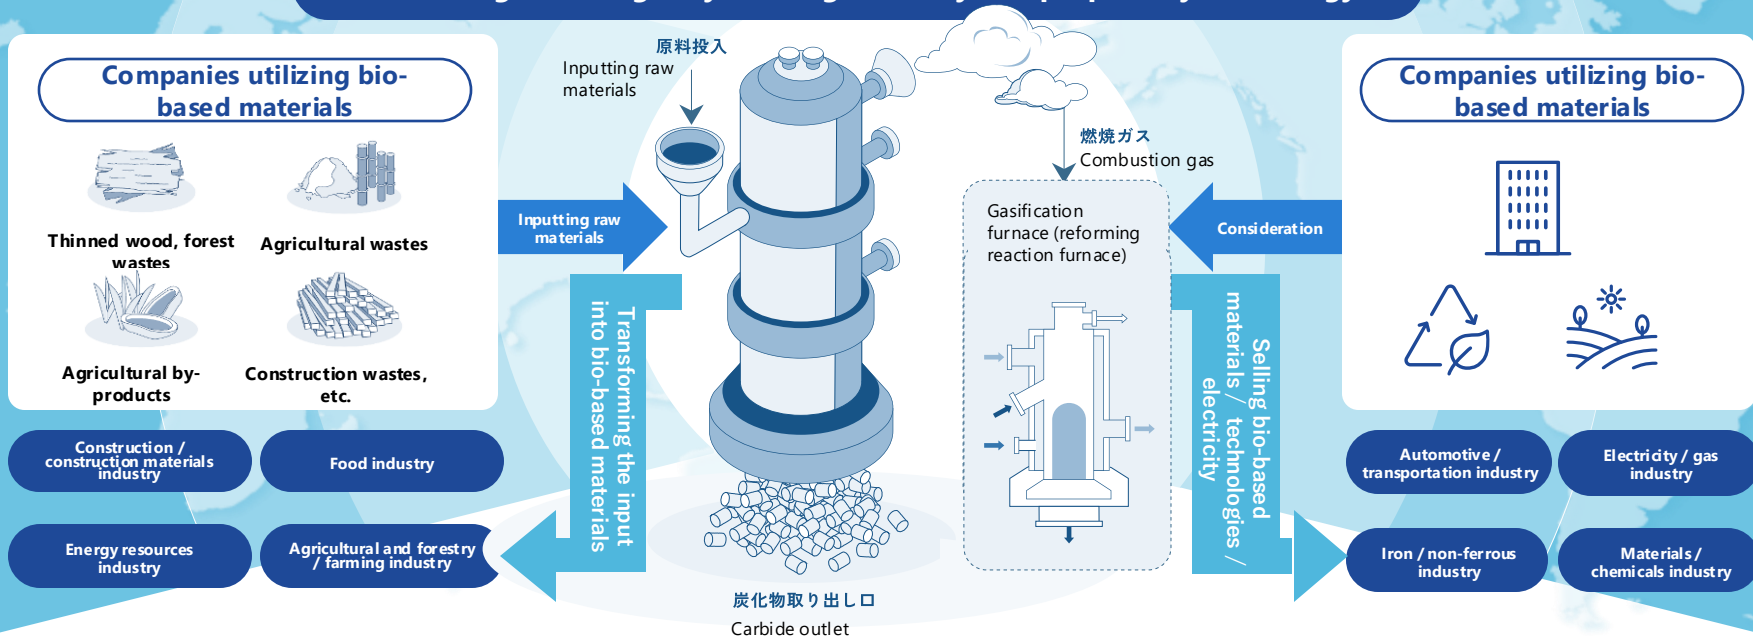 Companies utilizing bio-
based materials
Thinned wood, forest
wastes
Agricultural wastes
Agricultural by-
products
Construction wastes,
etc.
Construction /
construction materials
industry
Food industry
Energy resources
industry
Agricultural and forestry
/ farming industry
Inputting raw
materials
Transforming the input
into bio-based materials
原料投入
Inputting raw
materials
炭化物取り出し口
Carbide outlet
燃焼ガス
Combustion gas
Gasification
furnace (reforming
reaction furnace)
Consideration
Selling bio-based
materials / technologies /
electricity
Companies utilizing bio-
based materials
Automotive /
transportation industry
Electricity / gas
industry
Iron / non-ferrous
industry
Materials /
chemicals industry